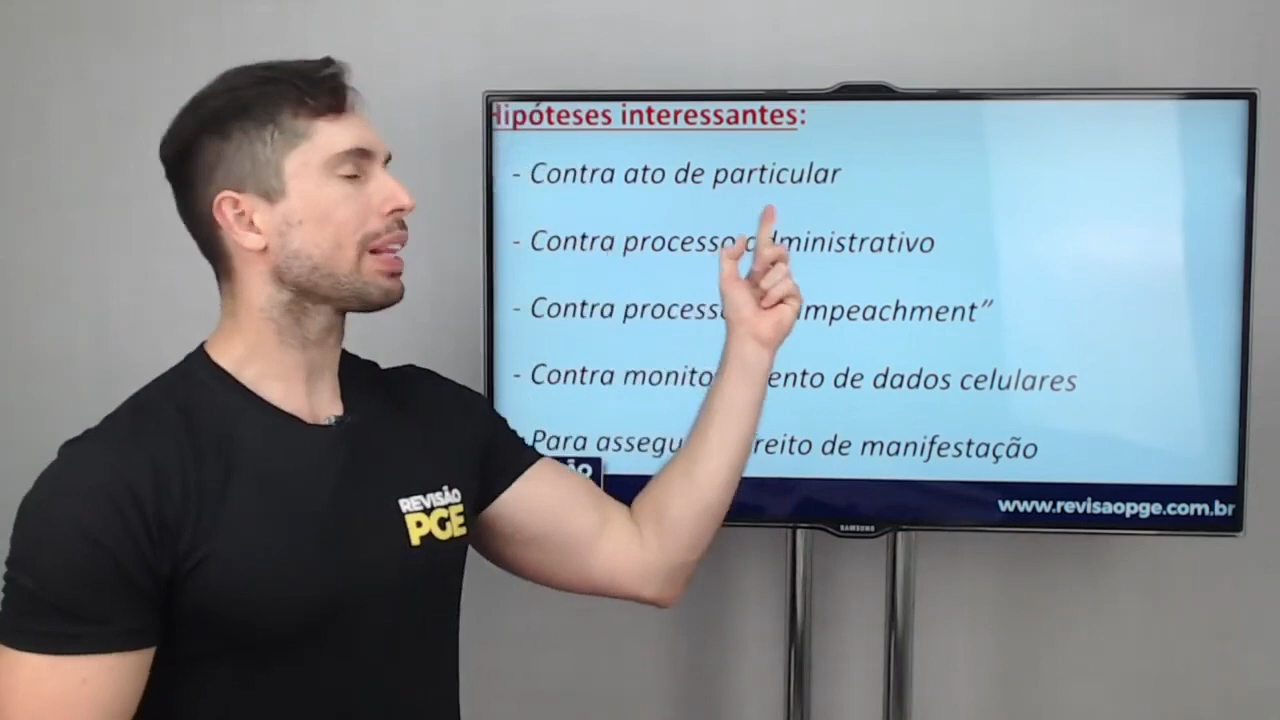 Hipóteses interessantes:
- Contra ato de particular
- Contra processo administrativo
- Contra process impeachment”
- Contra monito ento de dados celulares
Para assegu reito de manifestação
www.revisaopge.com.br
SAMSUNG
REVISÃO
PGE